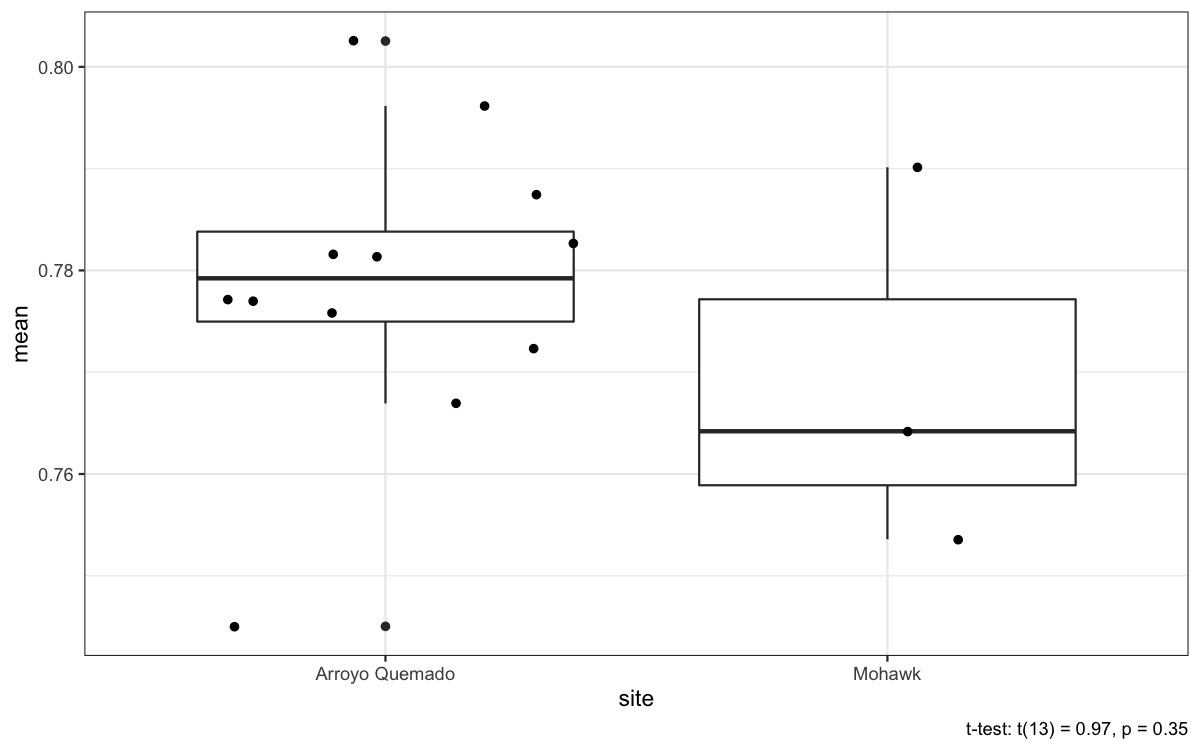 mean
0.80
0.78
0.76
Arroyo Quemado
Mohawk
site
t-test: t(13) = 0.97, p = 0.35